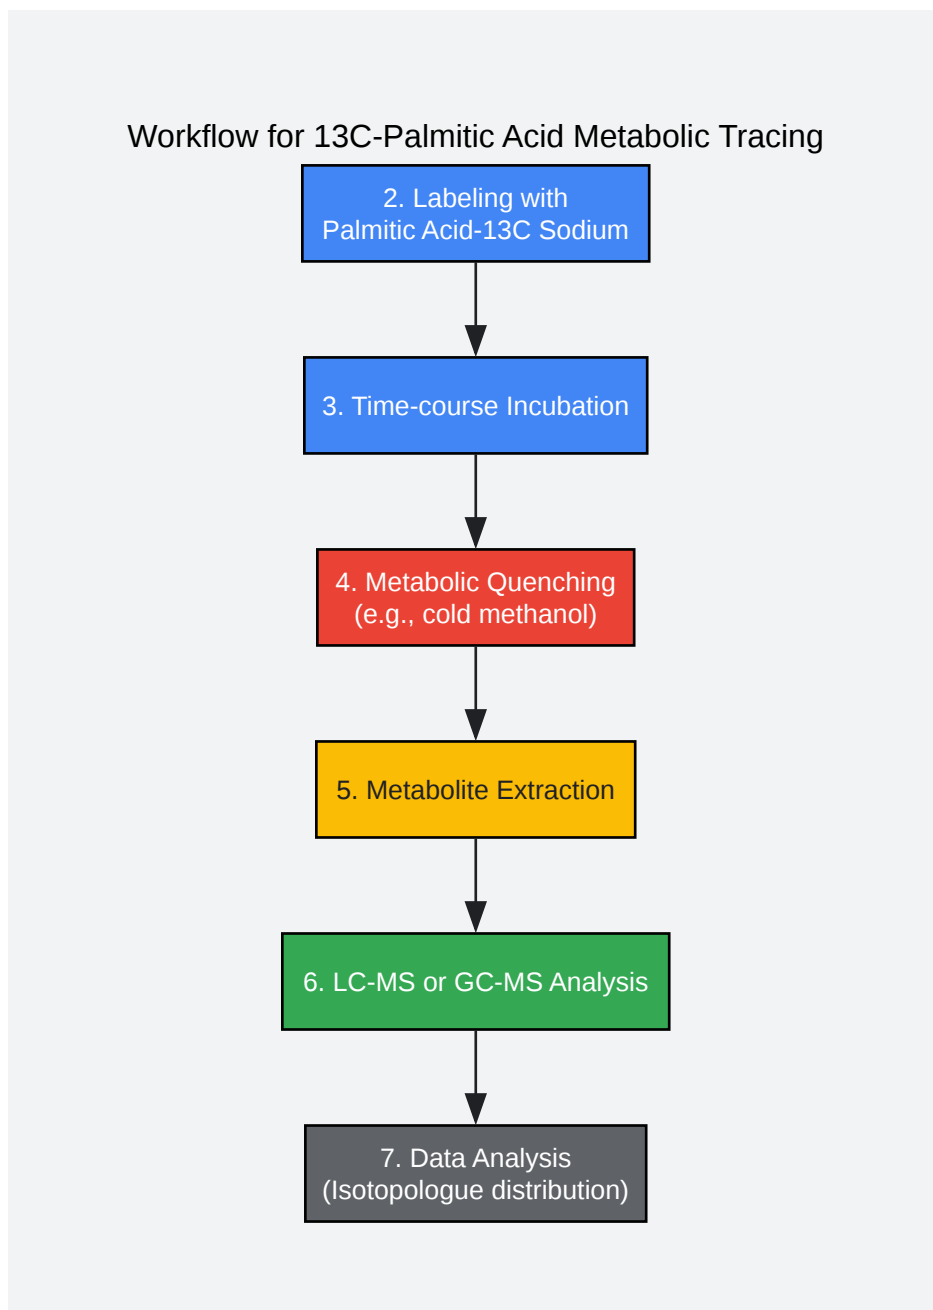 Workflow for 13C-Palmitic Acid Metabolic Tracing
2. Labeling with
Palmitic Acid-13C Sodium
3. Time-course Incubation
4. Metabolic Quenching
(e.g., cold methanol)
5. Metabolite Extraction
6. LC-MS or GC-MS Analysis
7. Data Analysis
(Isotopologue distribution)